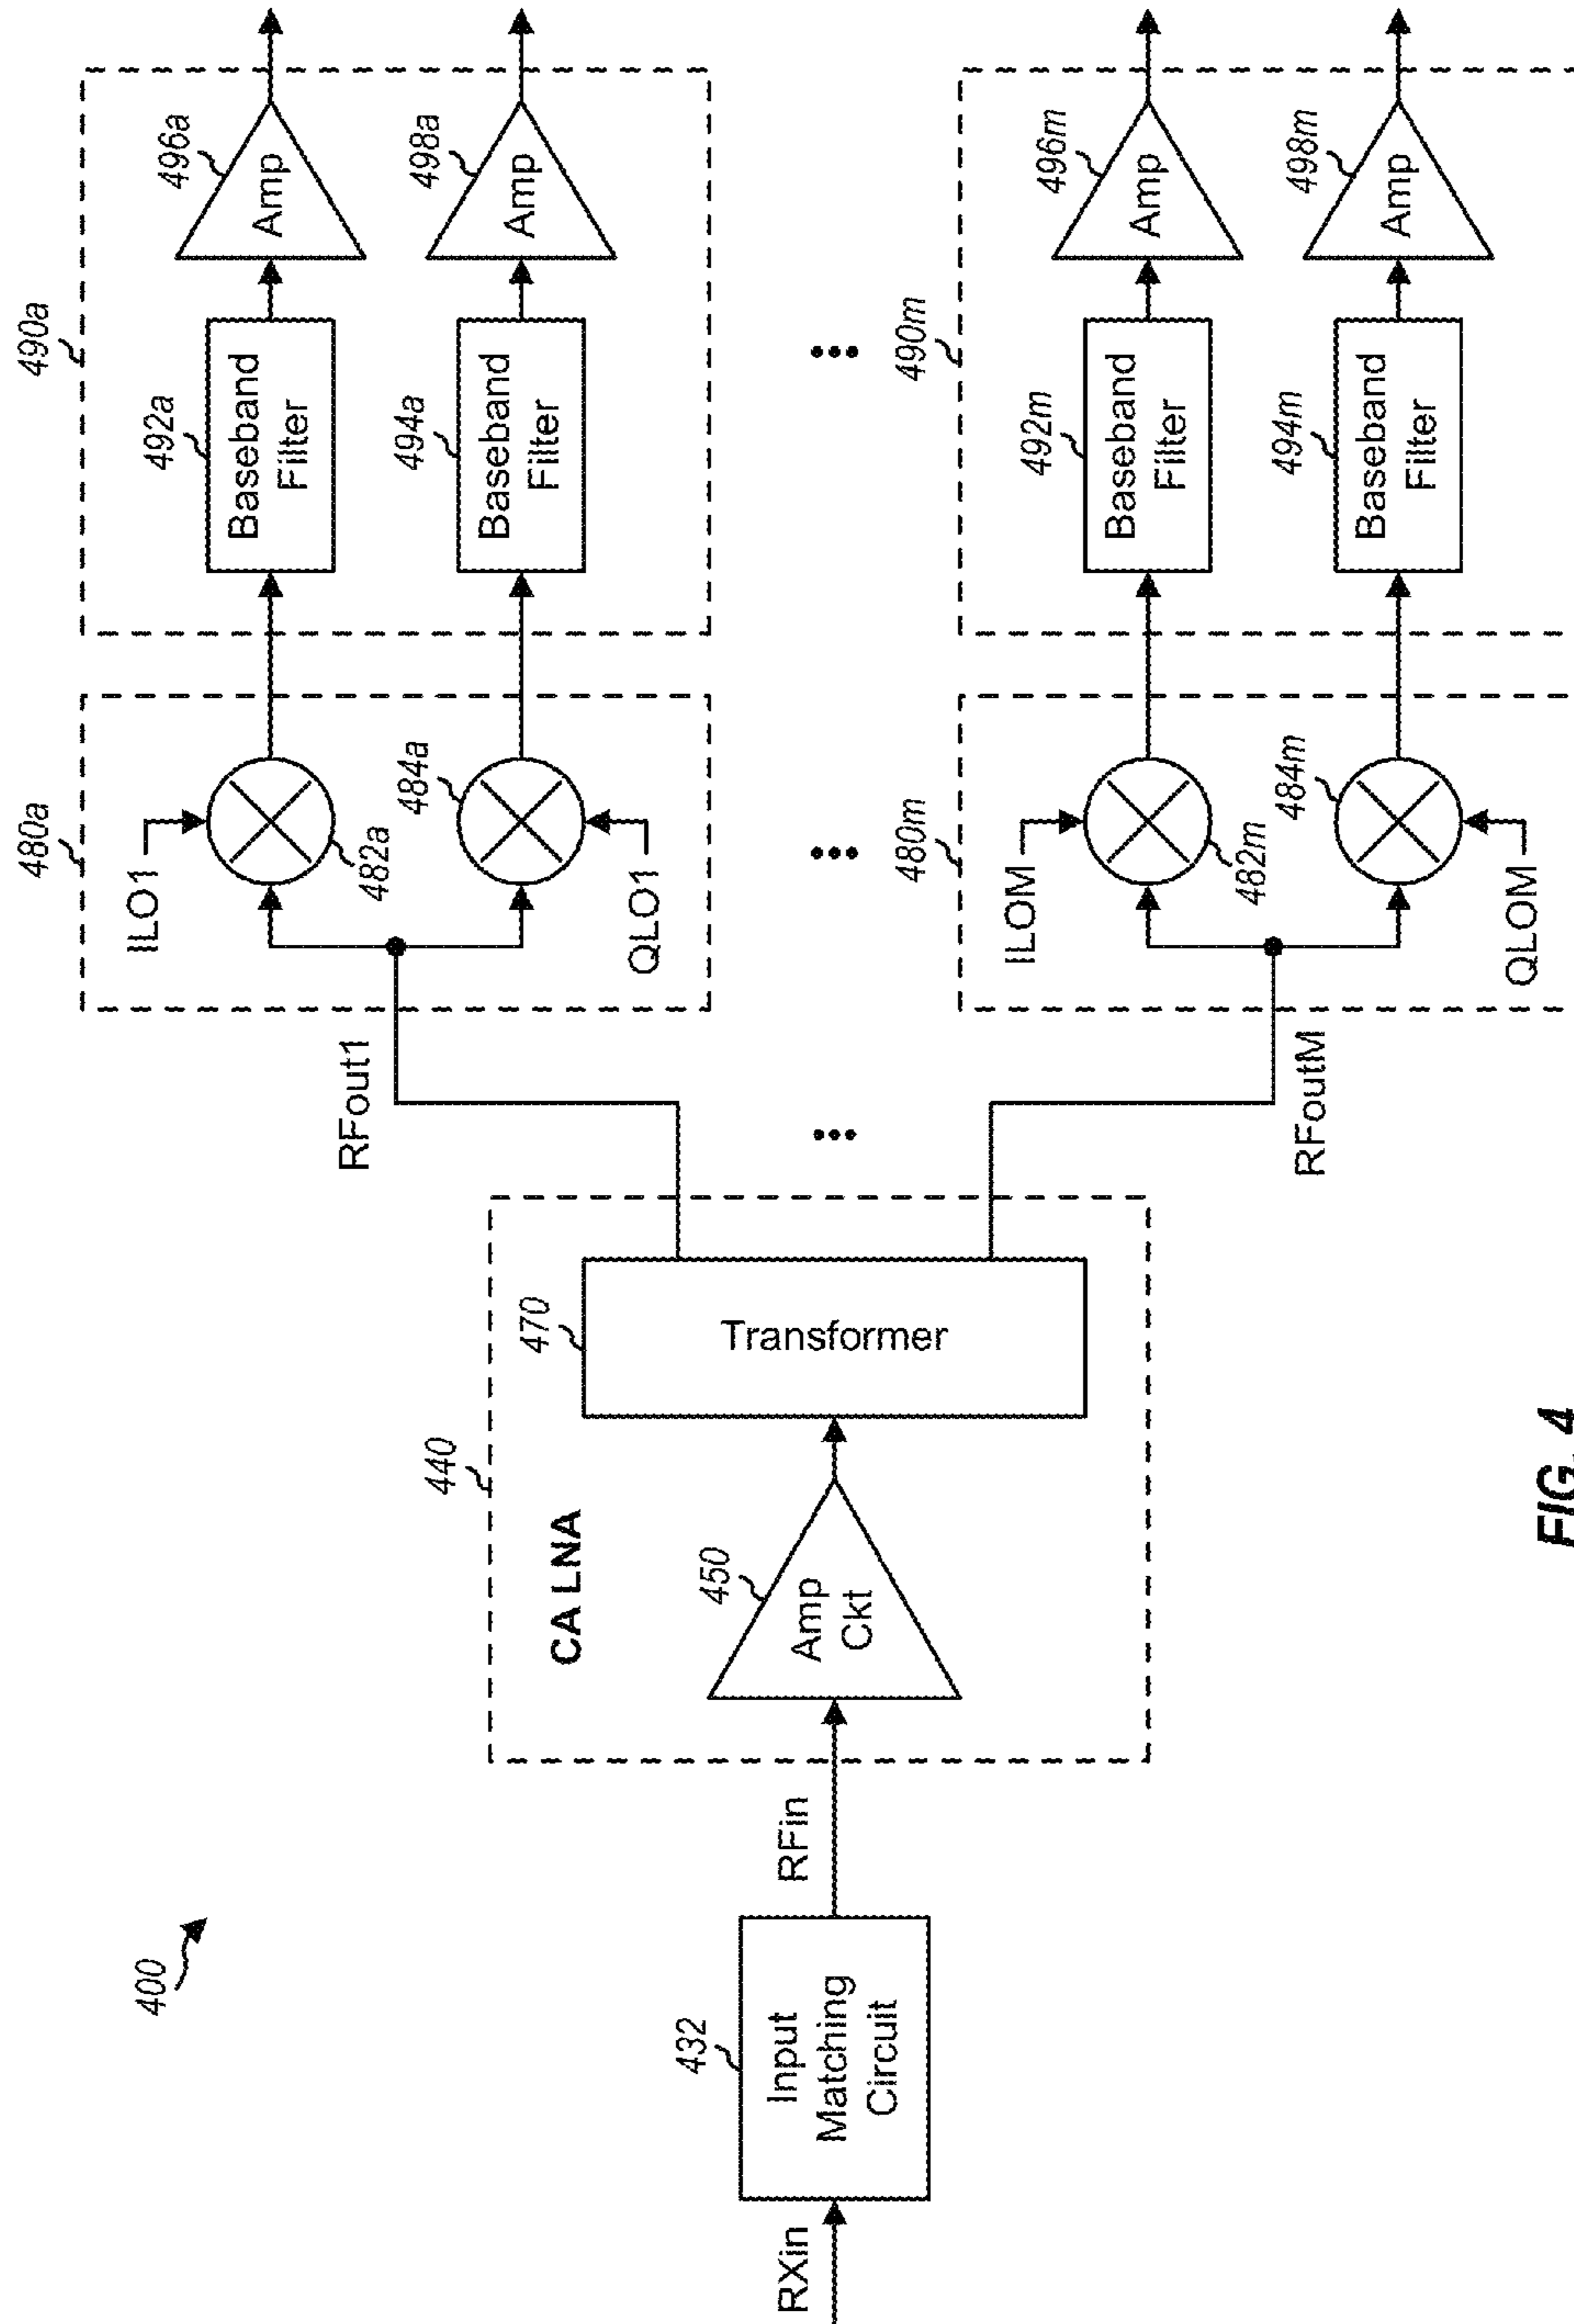 400
RXin
432
Input
Matching
Circuit
RFin
440
CA LNA
450
Amp
Ckt
470
Transformer
RFout1
...
RFoutM
480a
ILO1
482a
484a
QLO1
...
480m
ILOM
482m
484m
QLOM
490a
492a
Baseband
Filter
496a
Amp
494a
Baseband
Filter
498a
Amp
...
490m
492m
Baseband
Filter
496m
Amp
494m
Baseband
Filter
498m
Amp
FIG. 4